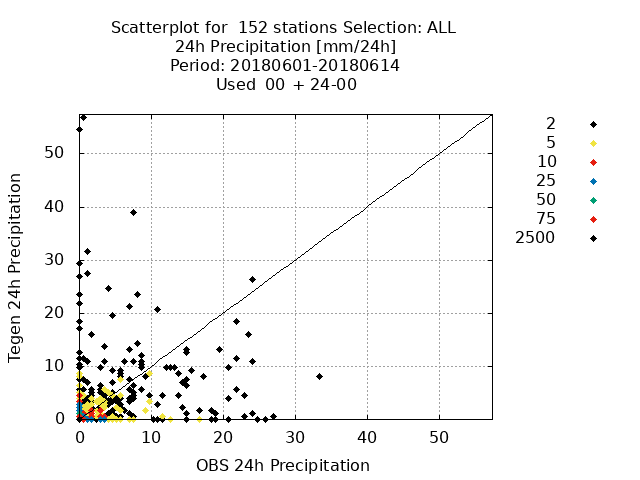 Scatterplot for  152 stations Selection: ALL
24h Precipitation [mm/24h]
Period: 20180601-20180614
Used  00 + 24-00
Tegen 24h Precipitation
50
40
30
20
10
0
0 10 20 30 40 50
OBS 24h Precipitation
2
5
10
25
50
75
2500